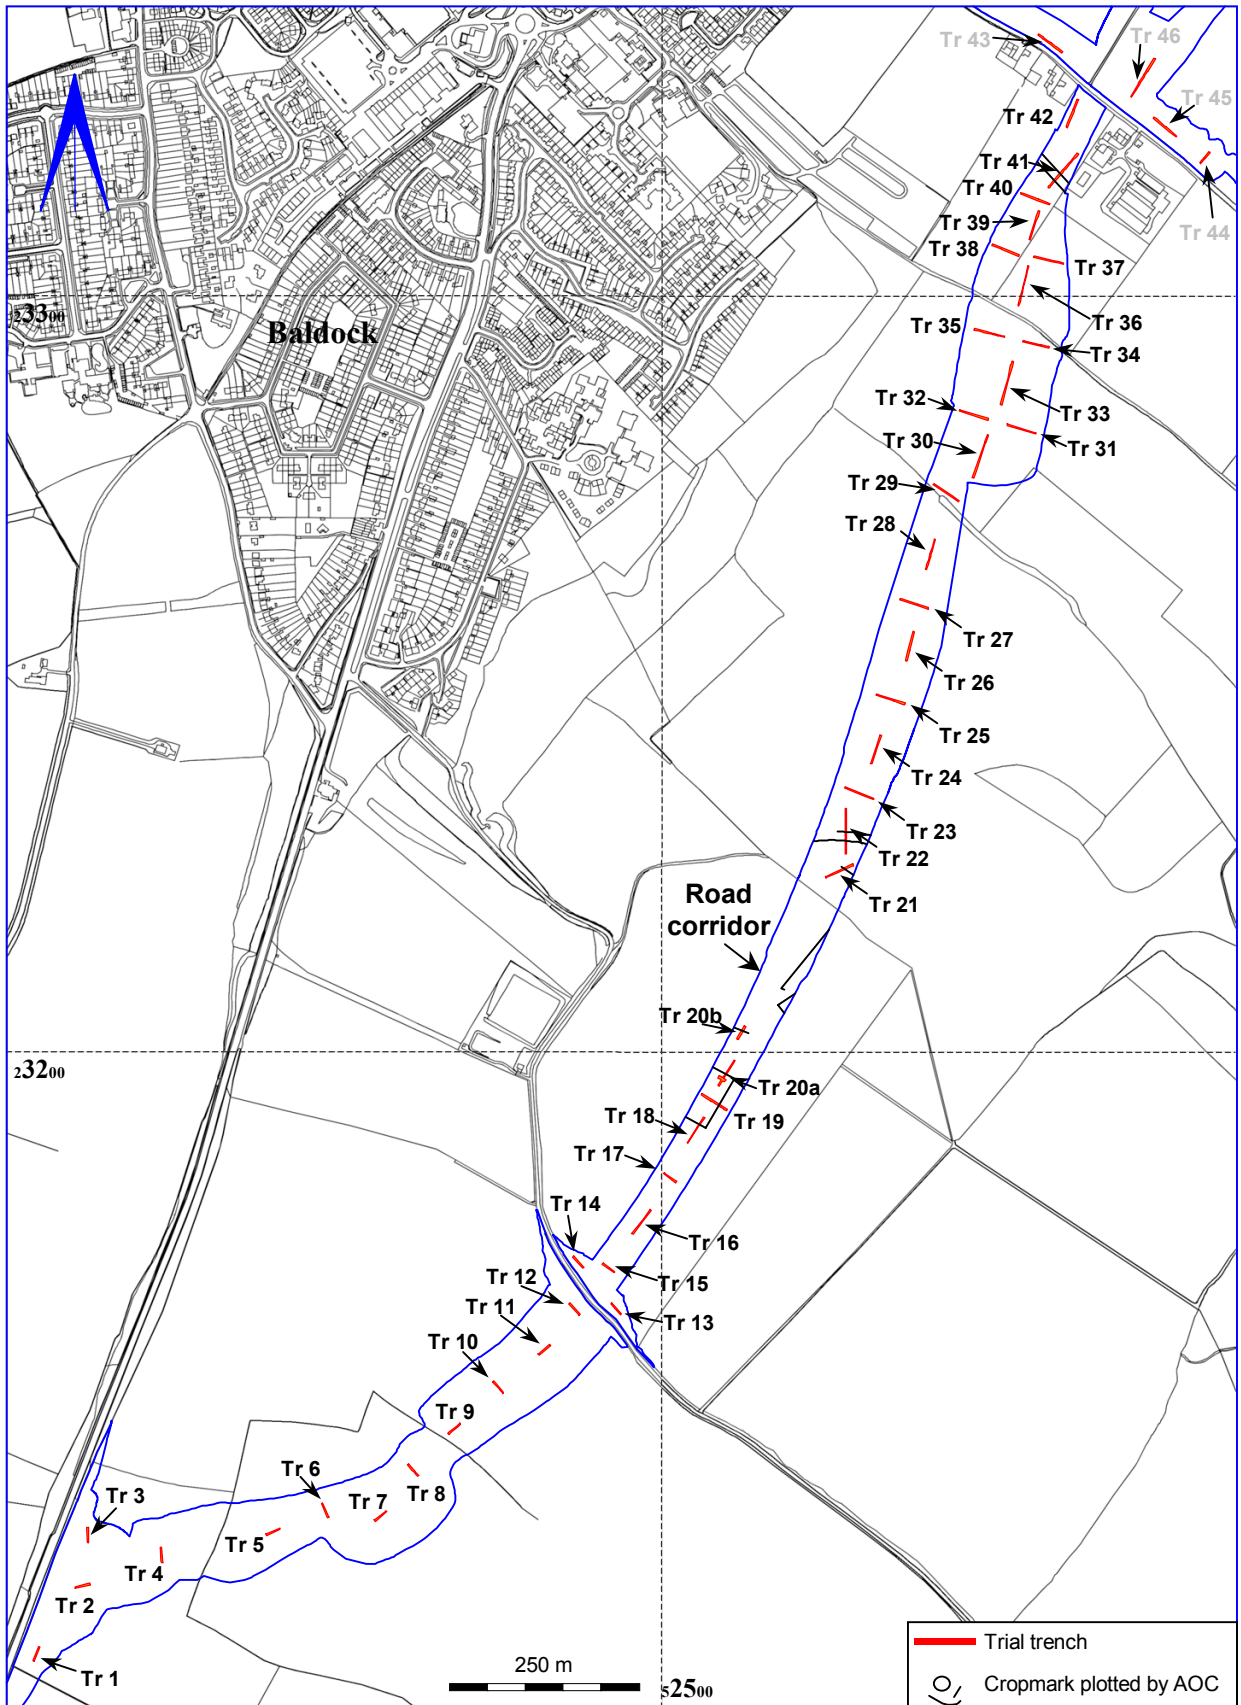 Tr 43
Tr 46
Tr 45
Tr 42
Tr 41
Tr 40
Tr 39
Tr 44
Tr 38
Tr 37
23300
Baldock
Tr 36
Tr 35
Tr 34
Tr 32
Tr 33
Tr 30
Tr 31
Tr 29
Tr 28
Tr 27
Tr 26
Tr 25
Tr 24
Tr 23
Tr 22
Road
corridor
Tr 21
Tr 20b
23200
Tr 20a
Tr 18
Tr 19
Tr 17
Tr 14
Tr 16
Tr 12
Tr 15
Tr 11
Tr 13
Tr 10
Tr 9
Tr 6
Tr 8
Tr 3
Tr 7
Tr 5
Tr 4
Tr 2
Tr 1
250 m
52500
Trial trench
Cropmark plotted by AOC